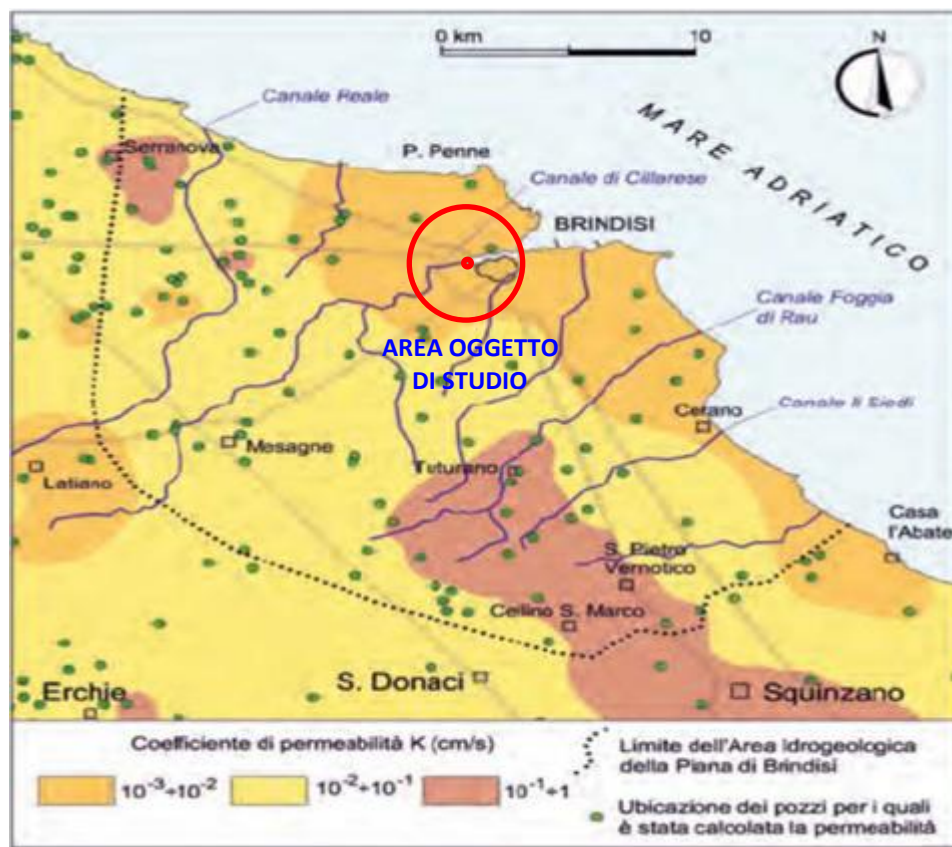 0 km 10 N
Canale Reale
MARE ADRIATICO
Serranova
P. Penne
Canale di Cillarese
BRINDISI
Canale Foggia
di Rau
AREA OGGETTO
DI STUDIO
Cerano
Canale Il Siedi
Mesagne
Latiano
Tuturano
Casa
l'Abate
S. Pietro
Vernotico
Cellino S. Marco
Erchie
S. Donaci
Squinzano
Coefficiente di permeabilità K (cm/s)
10⁻³÷10⁻²
10⁻²÷10⁻¹
10⁻¹÷1
Limite dell'Area Idrogeologica
della Piana di Brindisi
Ubicazione dei pozzi per i quali
è stata calcolata la permeabilità